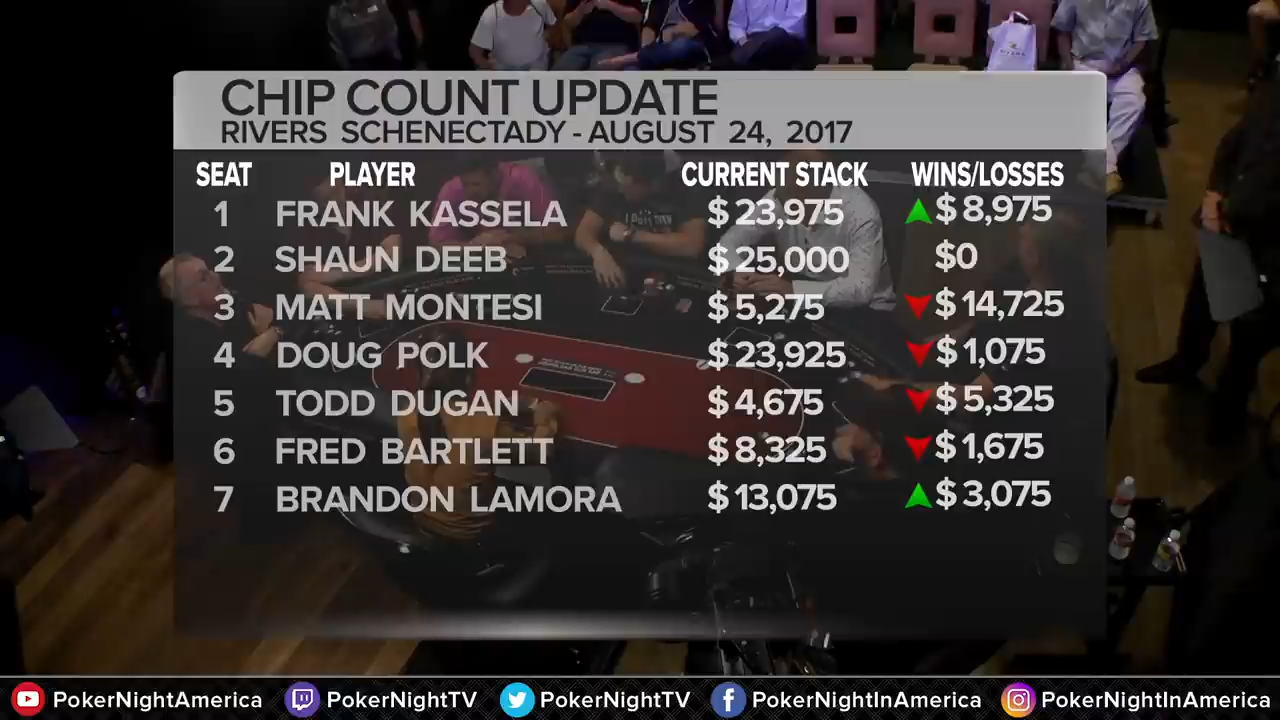 CHIP COUNT UPDATE
RIVERS SCHENECTADY - AUGUST 24, 2017
SEAT PLAYER CURRENT STACK WINS/LOSSES
1 FRANK KASSELA $23,975 $8,975
2 SHAUN DEEB $25,000 $0
3 MATT MONTESI $5,275 $14,725
4 DOUG POLK $23,925 $1,075
5 TODD DUGAN $4,675 $5,325
6 FRED BARTLETT $8,325 $1,675
7 BRANDON LAMORA $13,075 $3,075
PokerNightAmerica PokerNightTV PokerNightTV PokerNightInAmerica PokerNightInAmerica